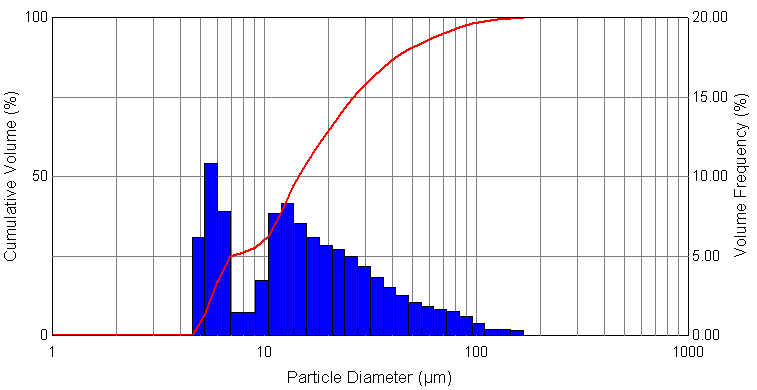 100
50
0
Cumulative Volume (%)
20.00
15.00
10.00
5.00
0.00
Volume Frequency (%)
1 10 100 1000
Particle Diameter (µm)